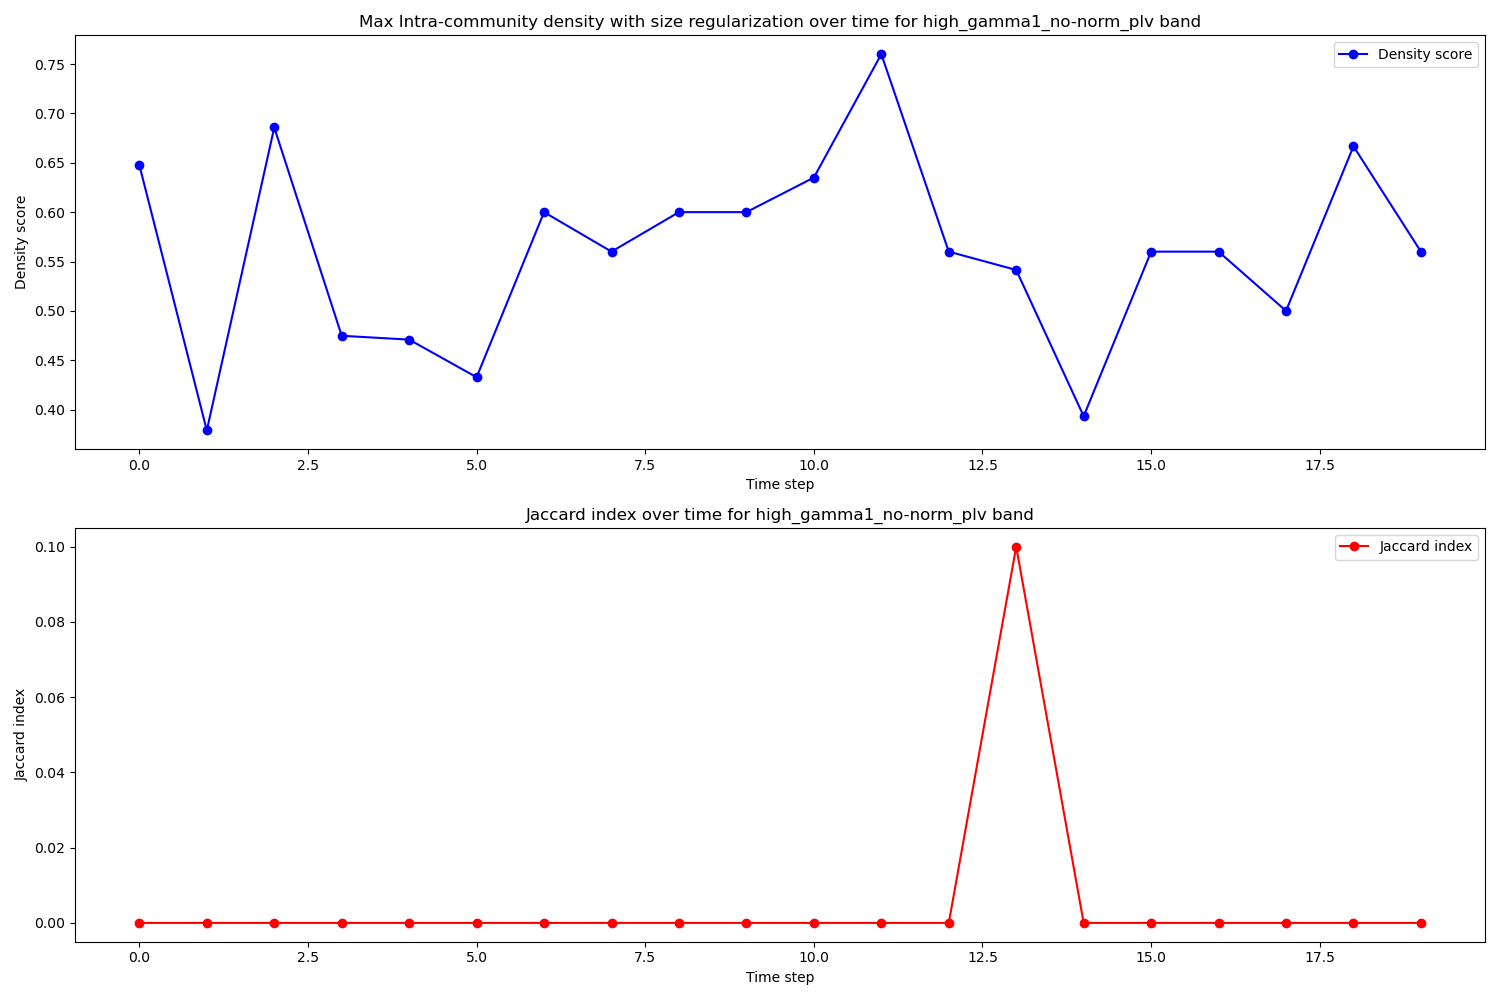 Max Intra-community density with size regularization over time for high_gamma1_no-norm_plv band
Density score
0.75
0.70
0.65
0.60
0.55
0.50
0.45
0.40
Density score
0.0 2.5 5.0 7.5 10.0 12.5 15.0 17.5
Time step
Jaccard index over time for high_gamma1_no-norm_plv band
Jaccard index
0.10
0.08
0.06
0.04
0.02
0.00
Jaccard index
0.0 2.5 5.0 7.5 10.0 12.5 15.0 17.5
Time step